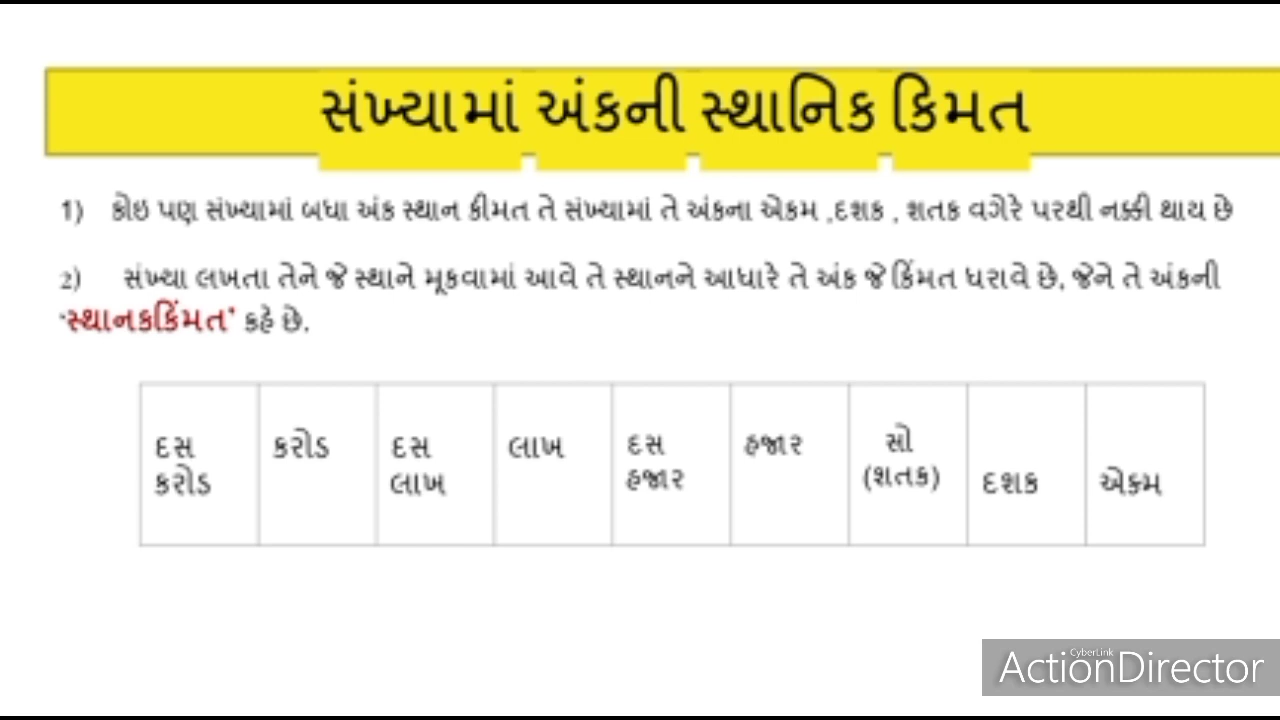 સંખ્યામાં અંકની સ્થાનિક કિમત
1) કોઇ પણ સંખ્યામાં બધા અંક સ્થાન કીમત તે સંખ્યામાં તે અંકના એકમ ,દશક , શતક વગેરે પરથી નક્કી થાય છે
2) સંખ્યા લખતા તેને જે સ્થાને મૂકવામાં આવે તે સ્થાનને આધારે તે અંક જે કિંમત ધરાવે છે, જેને તે અંકની
‘સ્થાનકકિંમત’ કહે છે.
દસ કરોડ કરોડ દસ લાખ લાખ દસ હજાર હજાર સો (શતક) દશક એકમ
CyberLink
ActionDirector